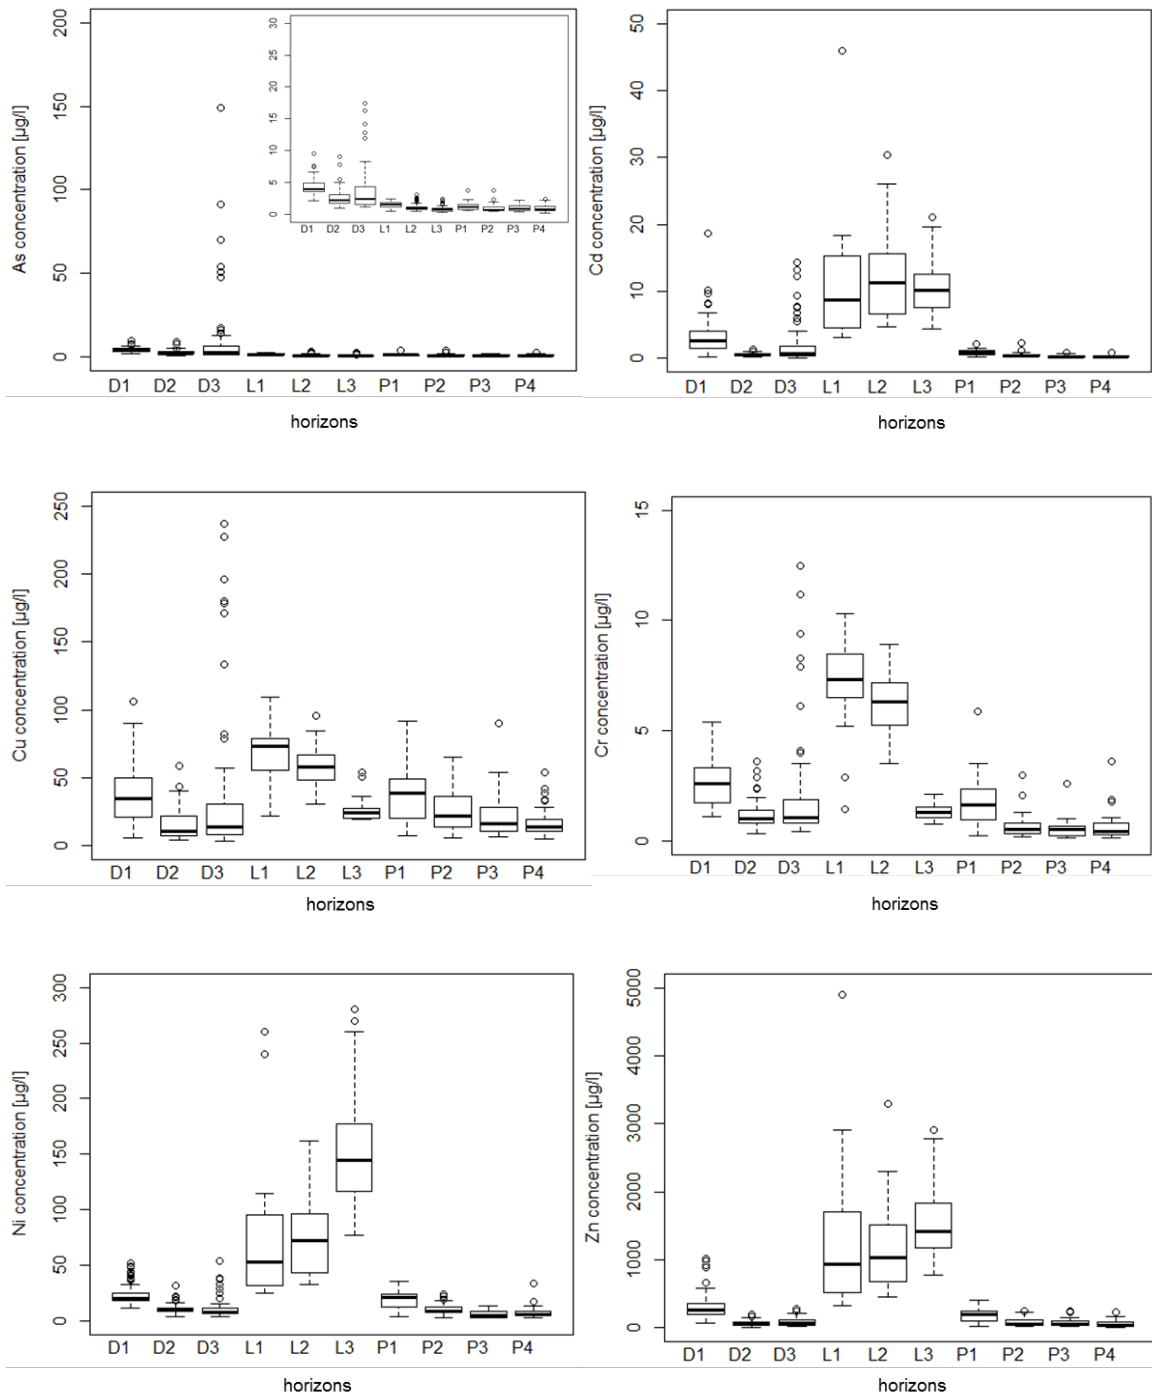 As concentration [µg/l]
200
150
100
50
0
30
25
20
15
10
5
0
D1 D2 D3 L1 L2 L3 P1 P2 P3 P4
D1 D2 D3 L1 L2 L3 P1 P2 P3 P4
horizons
Cd concentration [µg/l]
50
40
30
20
10
0
D1 D2 D3 L1 L2 L3 P1 P2 P3 P4
horizons
Cu concentration [µg/l]
250
200
150
100
50
0
D1 D2 D3 L1 L2 L3 P1 P2 P3 P4
horizons
Cr concentration [µg/l]
15
10
5
0
D1 D2 D3 L1 L2 L3 P1 P2 P3 P4
horizons
Ni concentration [µg/l]
300
250
200
150
100
50
0
D1 D2 D3 L1 L2 L3 P1 P2 P3 P4
horizons
Zn concentration [µg/l]
5000
4000
3000
2000
1000
0
D1 D2 D3 L1 L2 L3 P1 P2 P3 P4
horizons